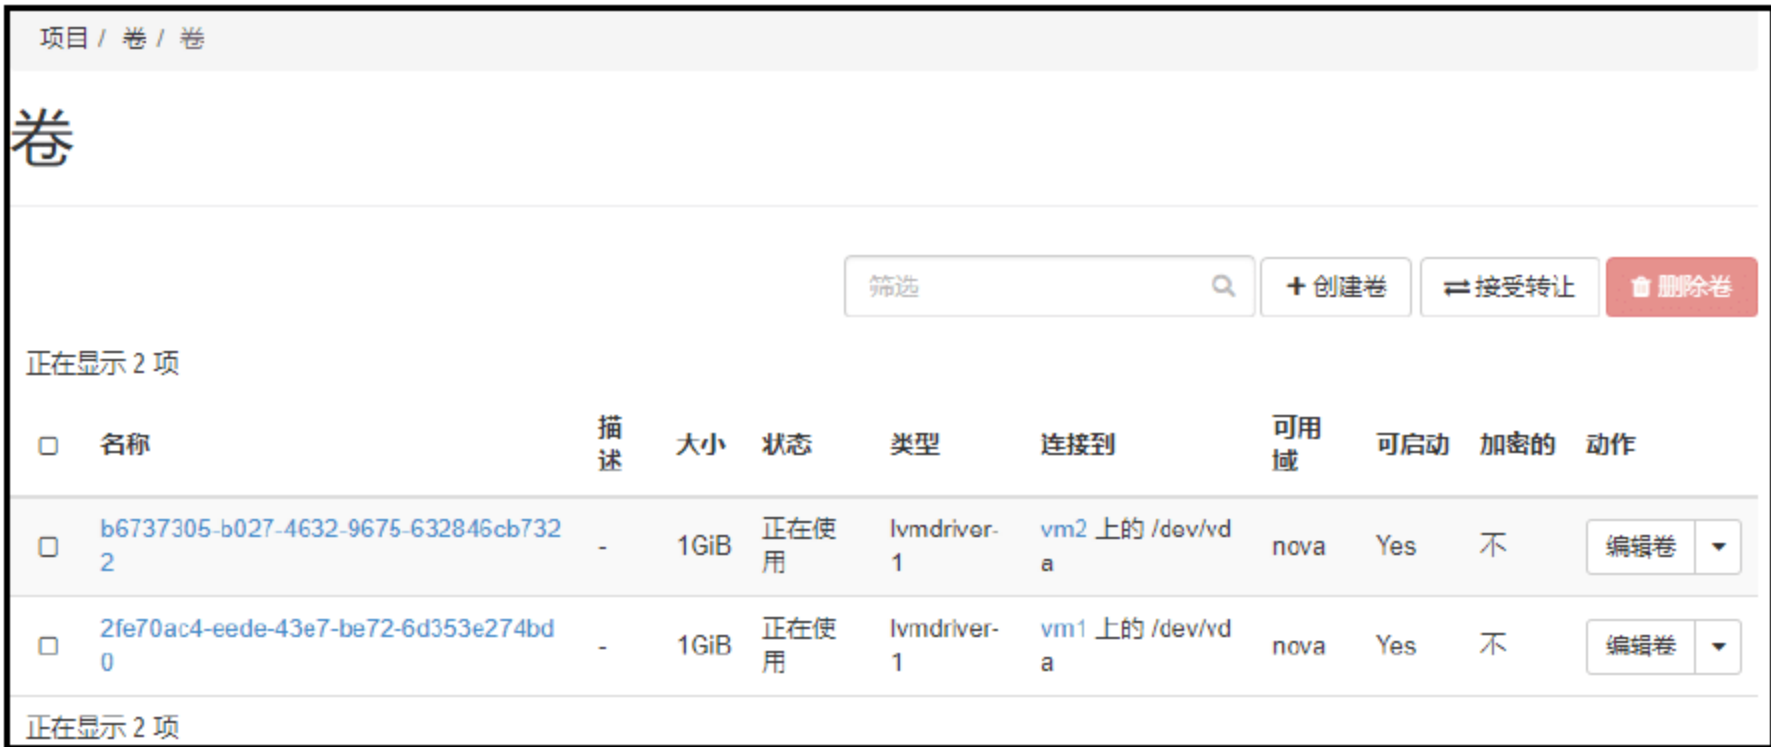 项目 / 卷 / 卷
卷
筛选 创建卷 接受转让 删除卷
正在显示 2 项
名称 描述 大小 状态 类型 连接到 可用域 可启动 加密的 动作
b6737305-b027-4632-9675-632846cb732
2
-
1GiB
正在使
用
lvmdriver-
1
vm2 上的 /dev/vd
a
nova
Yes
不
编辑卷
2fe70ac4-eede-43e7-be72-6d353e274bd
0
-
1GiB
正在使
用
lvmdriver-
1
vm1 上的 /dev/vd
a
nova
Yes
不
编辑卷
正在显示 2 项